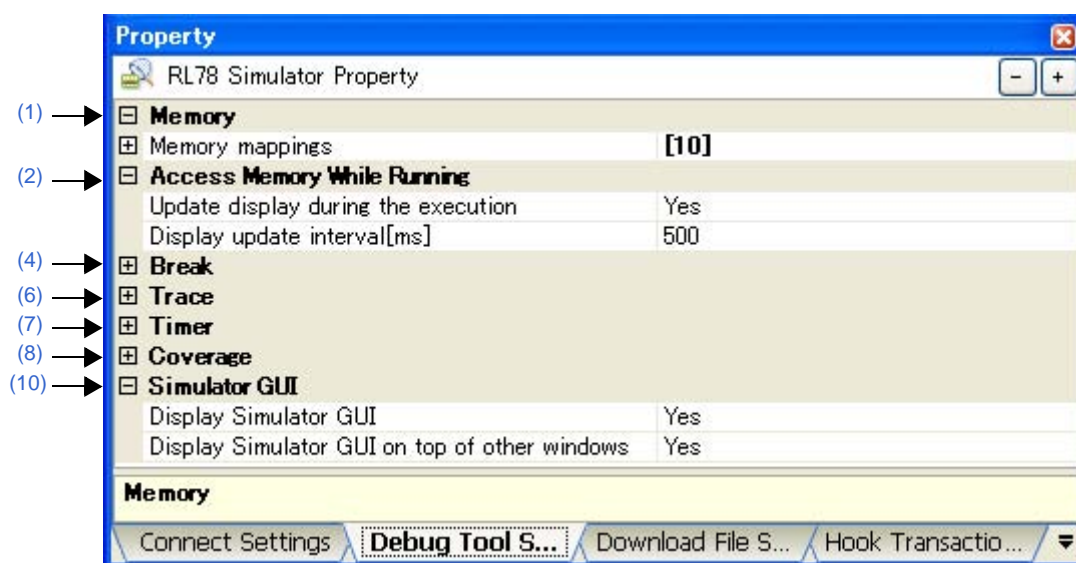 Property
RL78 Simulator Property
(1) Memory
Memory mappings [10]
(2) Access Memory While Running
Update display during the execution Yes
Display update interval[ms] 500
(4) Break
(6) Trace
(7) Timer
(8) Coverage
(10) Simulator GUI
Display Simulator GUI Yes
Display Simulator GUI on top of other windows Yes
Memory
Connect Settings Debug Tool S... Download File S... Hook Transactio...